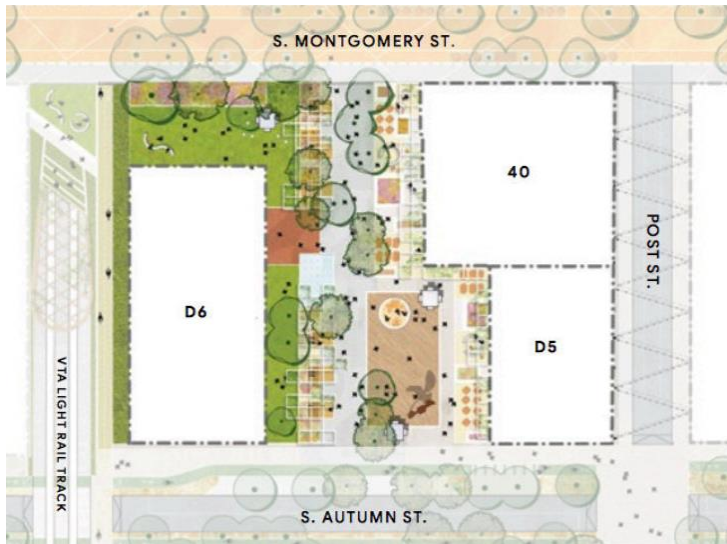 S. MONTGOMERY ST.
40
POST ST.
D6
D5
VTA LIGHT RAIL TRACK
S. AUTUMN ST.